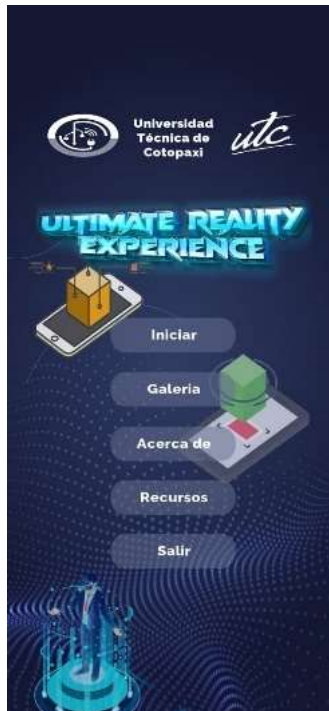 Universidad
Técnica de
Cotopaxi
utc
ULTIMATE REALITY
EXPERIENCE
Iniciar
Galeria
Acerca de
Recursos
Salir